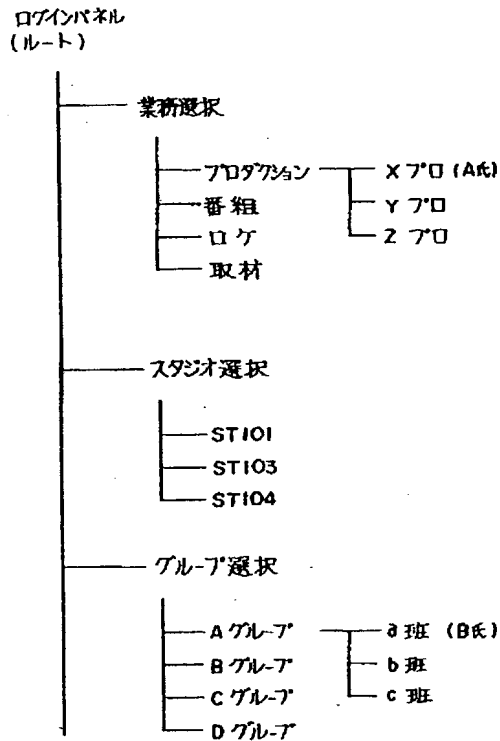 ログインパネル
(ルート)
業務選択
プロダクション
Xプロ (A氏)
番組
Yプロ
ロケ
Zプロ
取材
スタジオ選択
ST101
ST103
ST104
グループ選択
Aグループ
a班 (B氏)
Bグループ
b班
Cグループ
c班
Dグループ